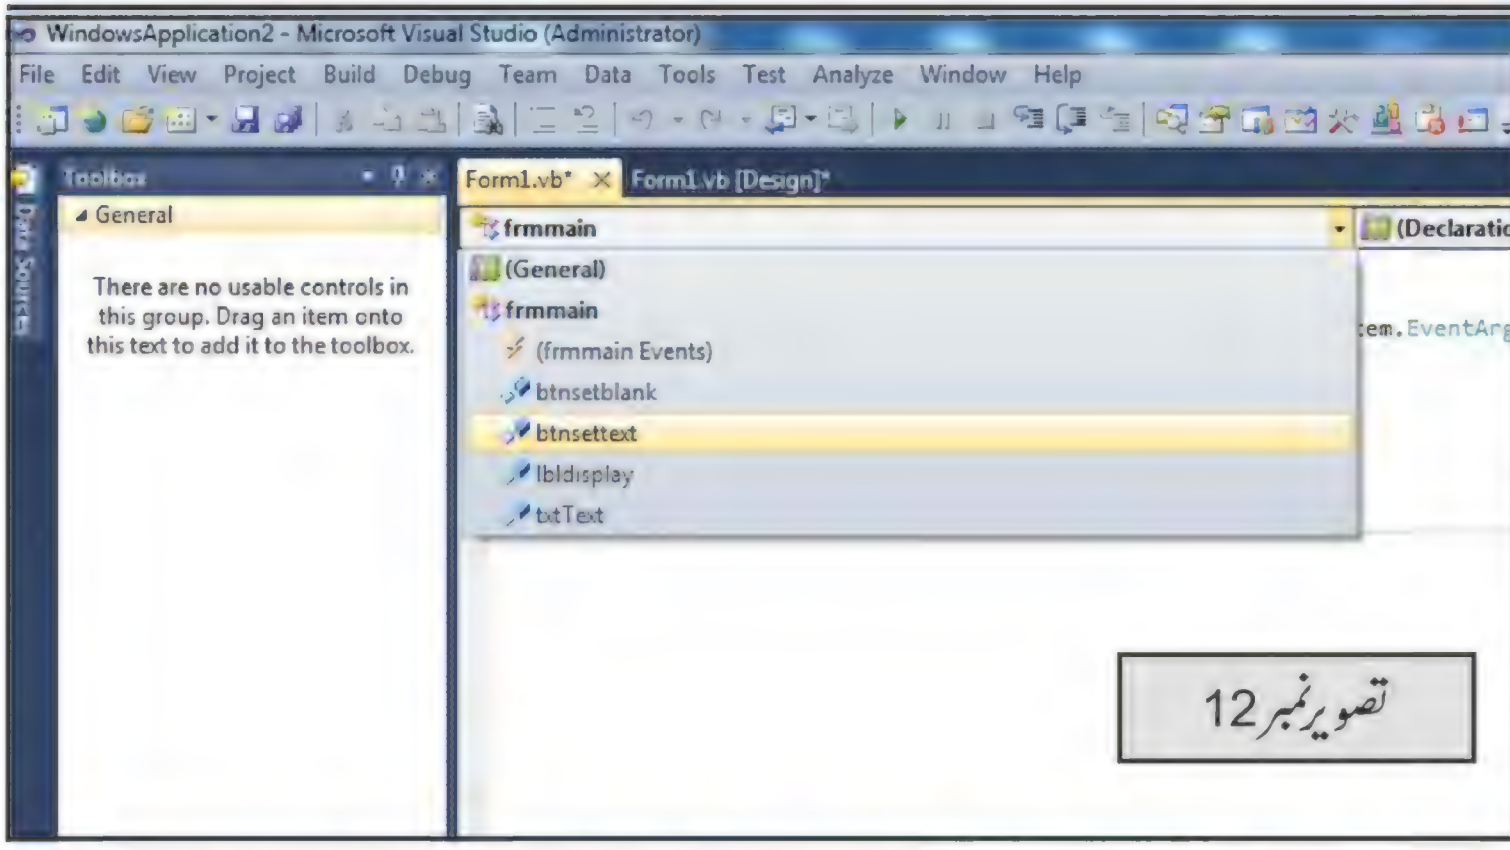 WindowsApplication2 - Microsoft Visual Studio (Administrator)
File Edit View Project Build Debug Team Data Tools Test Analyze Window Help
Toolbox
Form1.vb* Form1.vb [Design]*
Data Sources
General
frmmain
(Declaratio
(General)
There are no usable controls in
this group. Drag an item onto
this text to add it to the toolbox.
frmmain
tem.EventArg
(frmmain Events)
btnsetblank
btnsettext
lbldisplay
txtText
تصویر نمبر 12